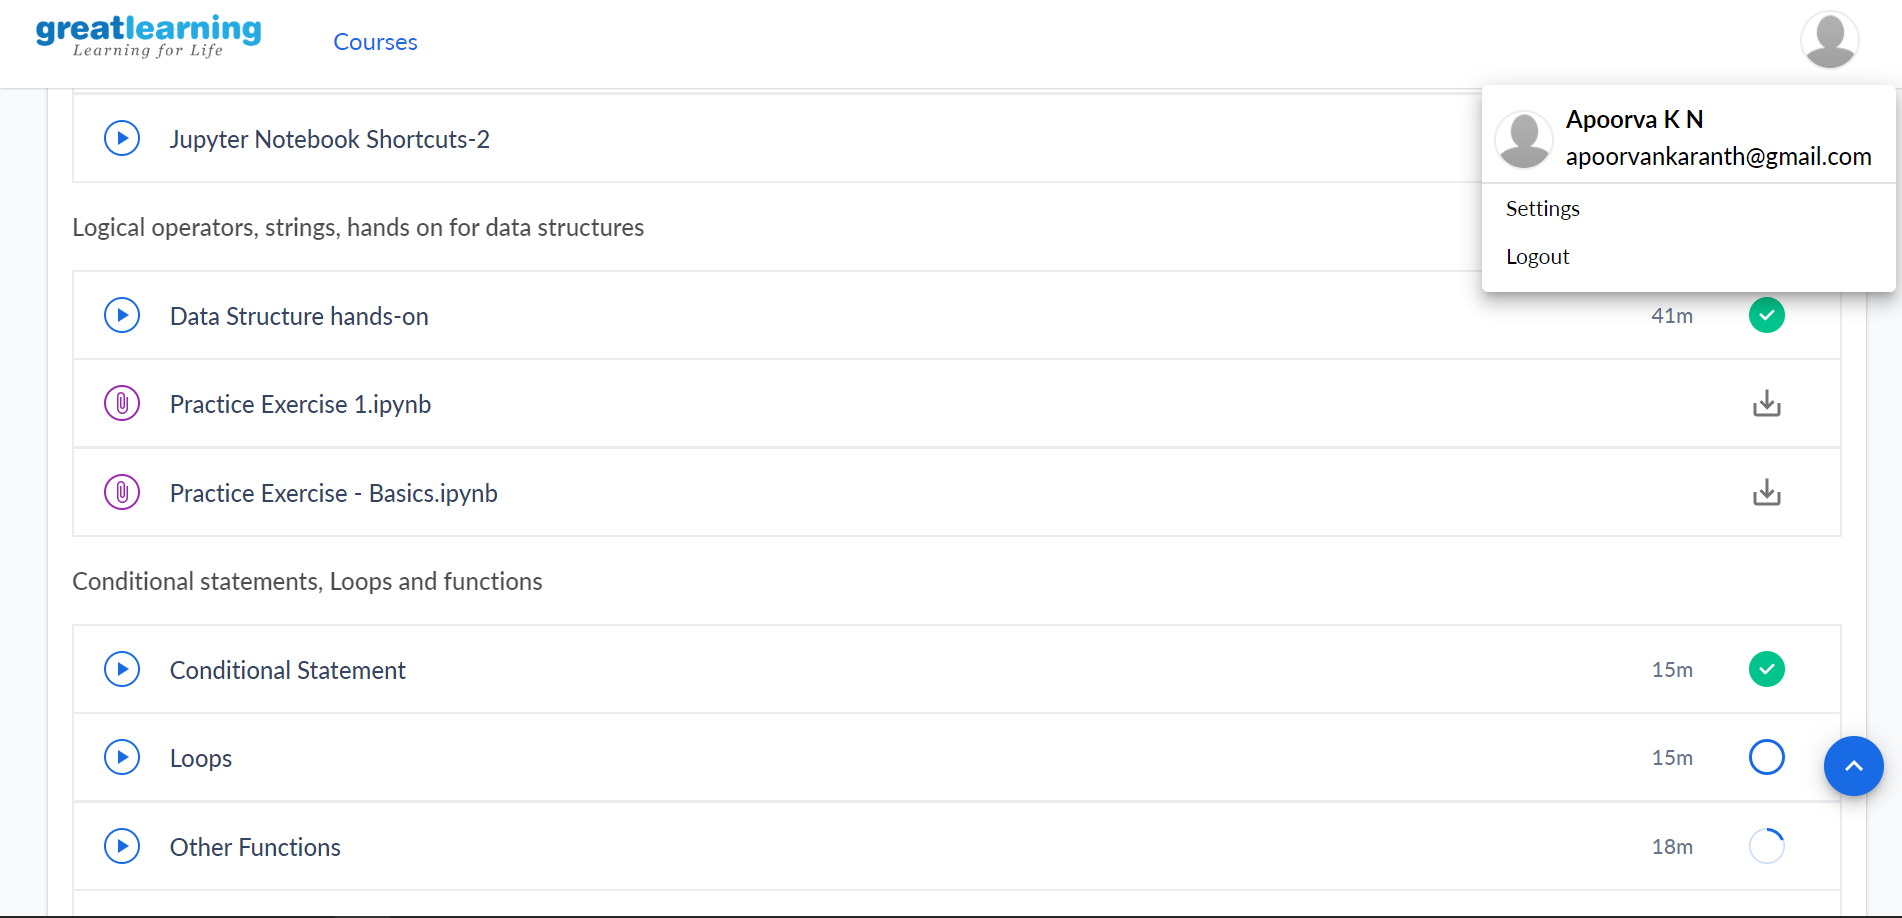 greatlearning
Learning for Life
Courses
Apoorva K N
apoorvankaranth@gmail.com
Settings
Logout
Jupyter Notebook Shortcuts-2
Logical operators, strings, hands on for data structures
Data Structure hands-on 41m
Practice Exercise 1.ipynb
Practice Exercise - Basics.ipynb
Conditional statements, Loops and functions
Conditional Statement 15m
Loops 15m
Other Functions 18m